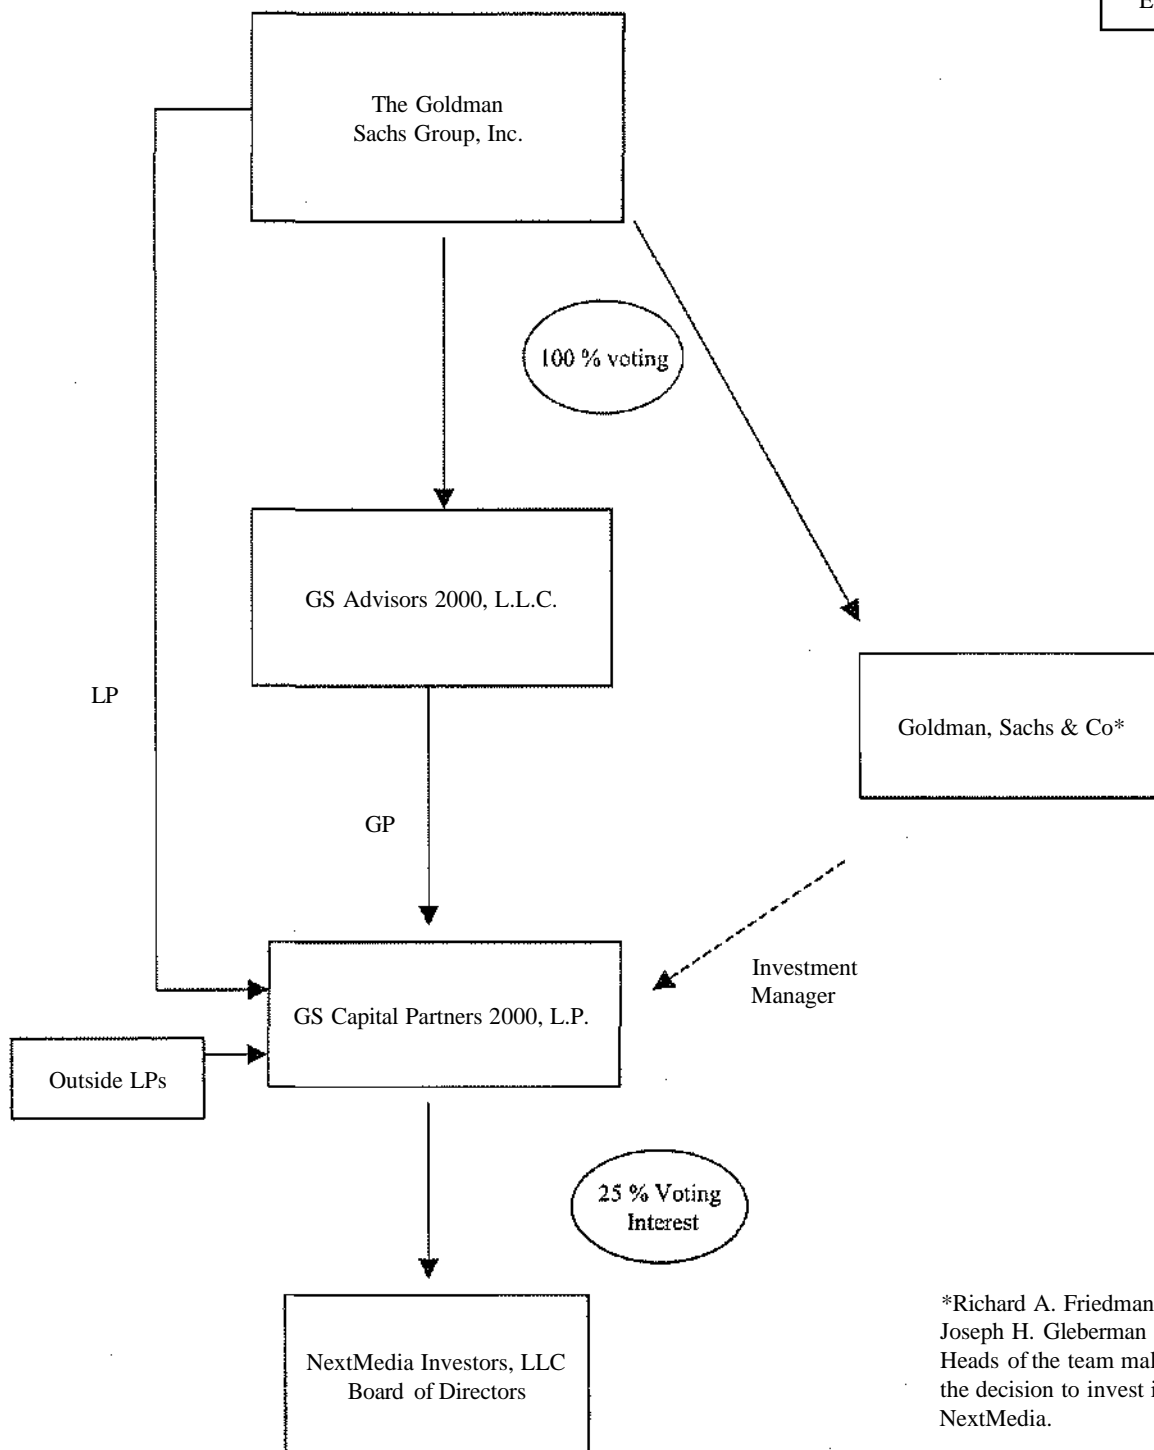 E
The Goldman
Sachs Group, Inc.
100 % voting
GS Advisors 2000, L.L.C.
LP
Goldman, Sachs & Co*
GP
Investment
Manager
GS Capital Partners 2000, L.P.
Outside LPs
25 % Voting
Interest
NextMedia Investors, LLC
Board of Directors
*Richard A. Friedman
Joseph H. Gleberman
Heads of the team
the decision to invest
NextMedia.